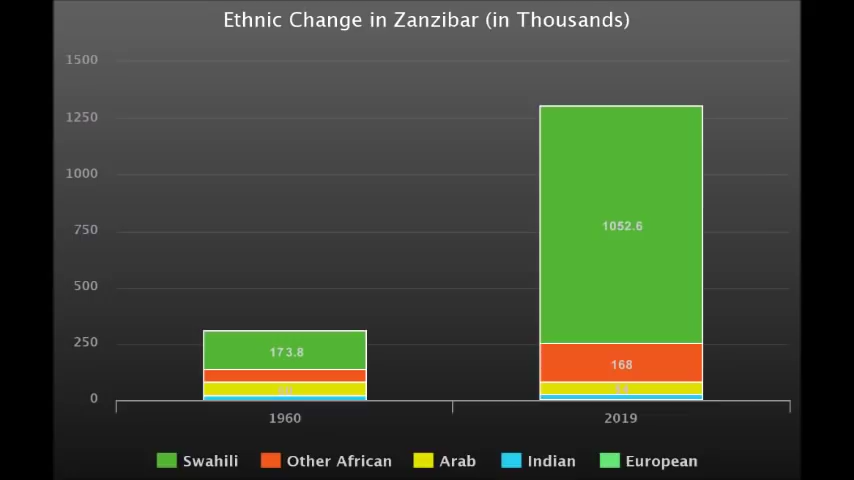 Ethnic Change in Zanzibar (in Thousands)
1500
1250
1000
750
500
250
0
173.8
1052.6
168
1960
2019
Swahili
Other African
Arab
Indian
European